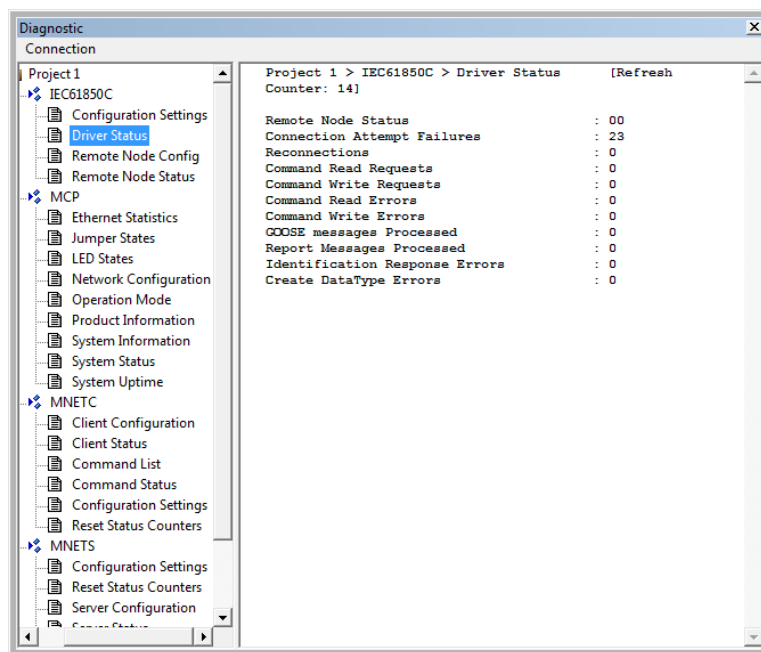 Diagnostic
Connection
Project 1
IEC61850C
Configuration Settings
Driver Status
Remote Node Config
Remote Node Status
MCP
Ethernet Statistics
Jumper States
LED States
Network Configuration
Operation Mode
Product Information
System Information
System Status
System Uptime
MNETC
Client Configuration
Client Status
Command List
Command Status
Configuration Settings
Reset Status Counters
MNETS
Configuration Settings
Reset Status Counters
Server Configuration
Server Status
Project 1 > IEC61850C > Driver Status [Refresh
Counter: 14]
Remote Node Status : 00
Connection Attempt Failures : 23
Reconnections : 0
Command Read Requests : 0
Command Write Requests : 0
Command Read Errors : 0
Command Write Errors : 0
GOOSE messages Processed : 0
Report Messages Processed : 0
Identification Response Errors : 0
Create DataType Errors : 0